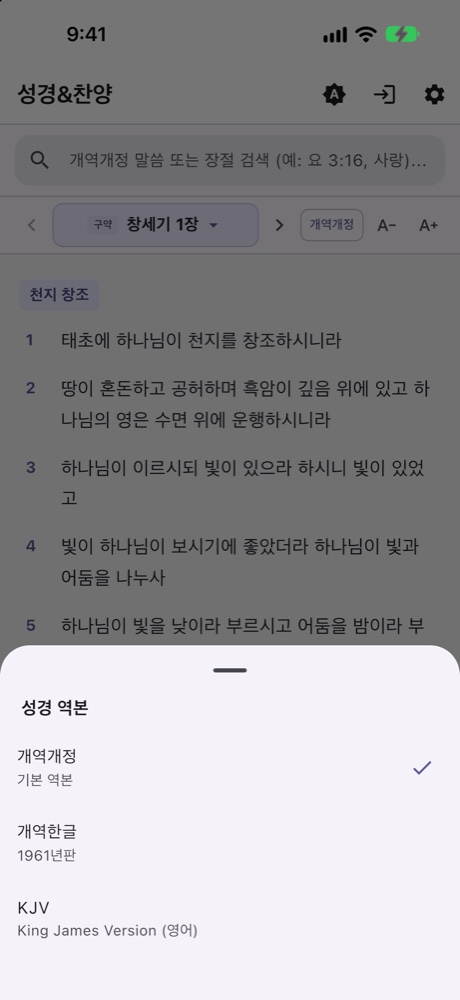 9:41
성경&찬양
A
개역개정 말씀 또는 장절 검색 (예: 요 3:16, 사랑)...
구약 창세기 1장 개역개정 A- A+
천지 창조
1 태초에 하나님이 천지를 창조하시니라
2 땅이 혼돈하고 공허하며 흑암이 깊음 위에 있고 하
나님의 영은 수면 위에 운행하시니라
3 하나님이 이르시되 빛이 있으라 하시니 빛이 있었
고
4 빛이 하나님이 보시기에 좋았더라 하나님이 빛과
어둠을 나누사
5 하나님이 빛을 낮이라 부르시고 어둠을 밤이라 부
성경 역본
개역개정
기본 역본
개역한글
1961년판
KJV
King James Version (영어)